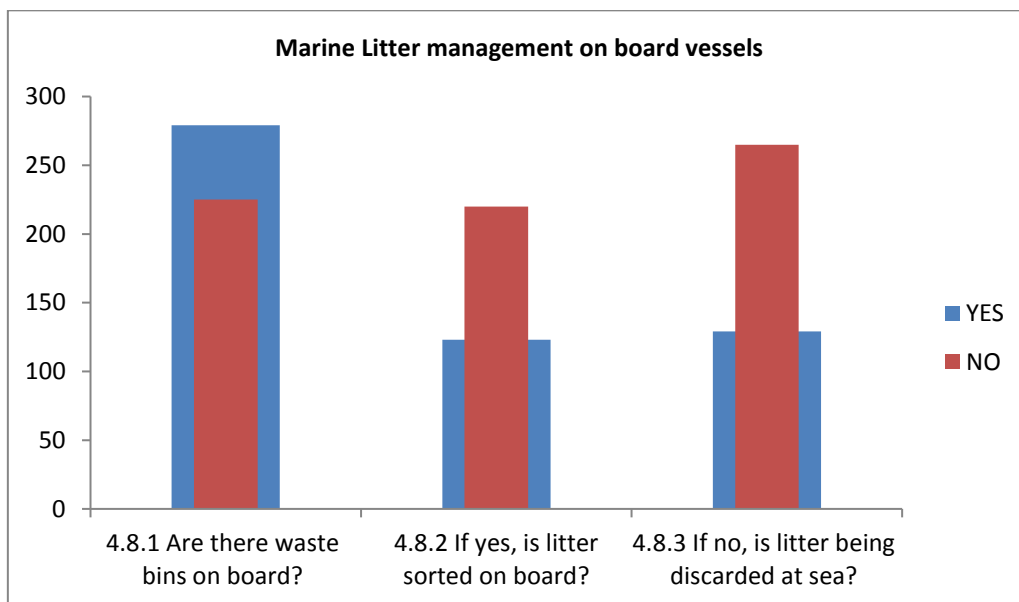 Marine Litter management on board vessels
300
250
200
150
100
50
0
YES
NO
4.8.1 Are there waste
bins on board?
4.8.2 If yes, is litter
sorted on board?
4.8.3 If no, is litter being
discarded at sea?